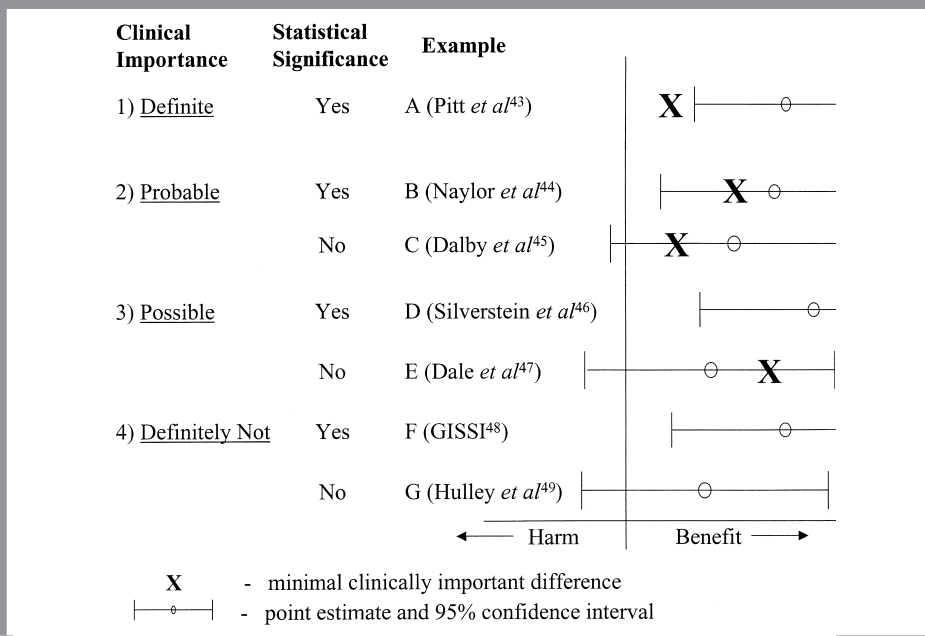 Clinical Importance Statistical Significance Example
1) Definite Yes A (Pitt et al43) X
2) Probable Yes B (Naylor et al44) X
No C (Dalby et al45) X
3) Possible Yes D (Silverstein et al46)
No E (Dale et al47) X
4) Definitely Not Yes F (GISSI48)
No G (Hulley et al49)
Harm Benefit
X - minimal clinically important difference
- point estimate and 95% confidence interval